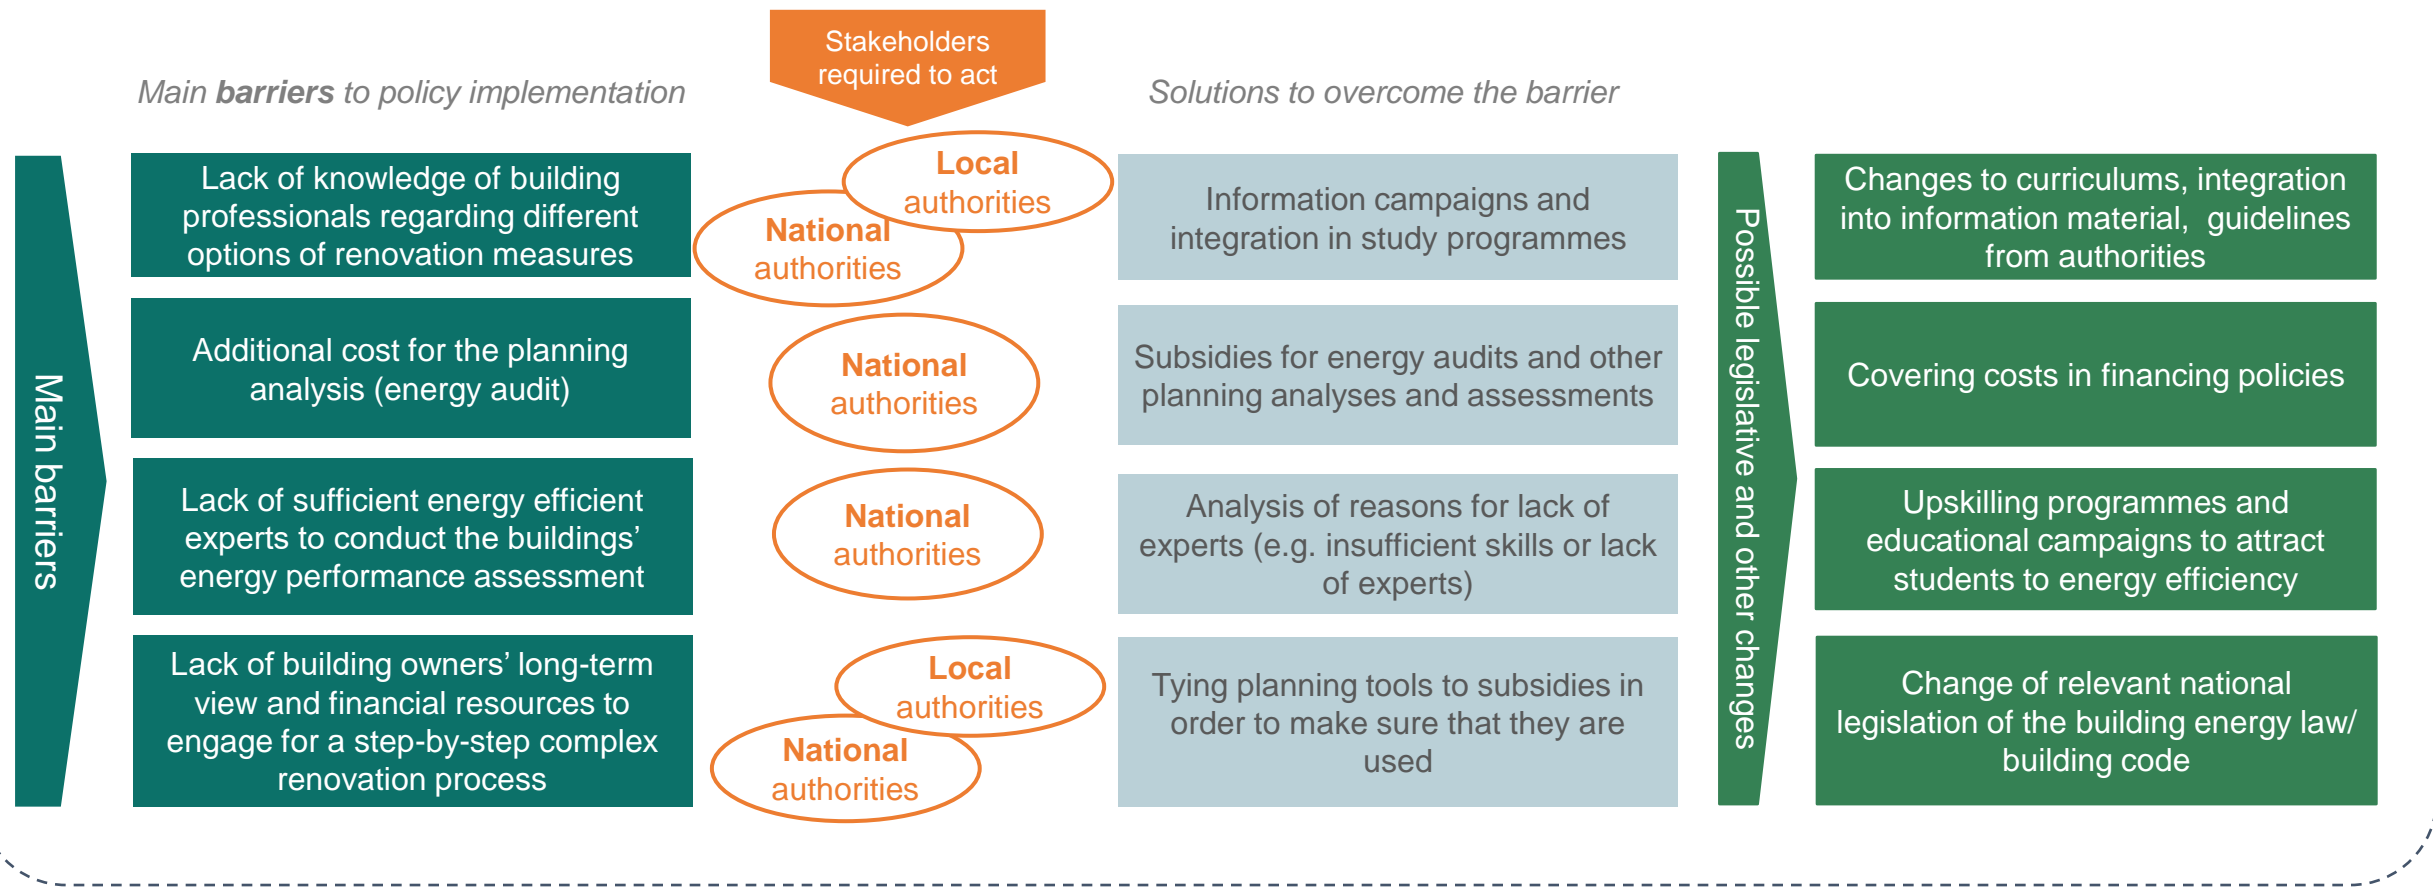 Stakeholders
required to act
Main barriers to policy implementation
Solutions to overcome the barrier
Main barriers
Lack of knowledge of building
professionals regarding different
options of renovation measures
Local
authorities
National
authorities
Information campaigns and
integration in study programmes
Possible legislative and other changes
Changes to curriculums, integration
into information material, guidelines
from authorities
Additional cost for the planning
analysis (energy audit)
National
authorities
Subsidies for energy audits and other
planning analyses and assessments
Covering costs in financing policies
Lack of sufficient energy efficient
experts to conduct the buildings’
energy performance assessment
National
authorities
Analysis of reasons for lack of
experts (e.g. insufficient skills or lack
of experts)
Upskilling programmes and
educational campaigns to attract
students to energy efficiency
Lack of building owners’ long-term
view and financial resources to
engage for a step-by-step complex
renovation process
Local
authorities
National
authorities
Tying planning tools to subsidies in
order to make sure that they are
used
Change of relevant national
legislation of the building energy law/
building code